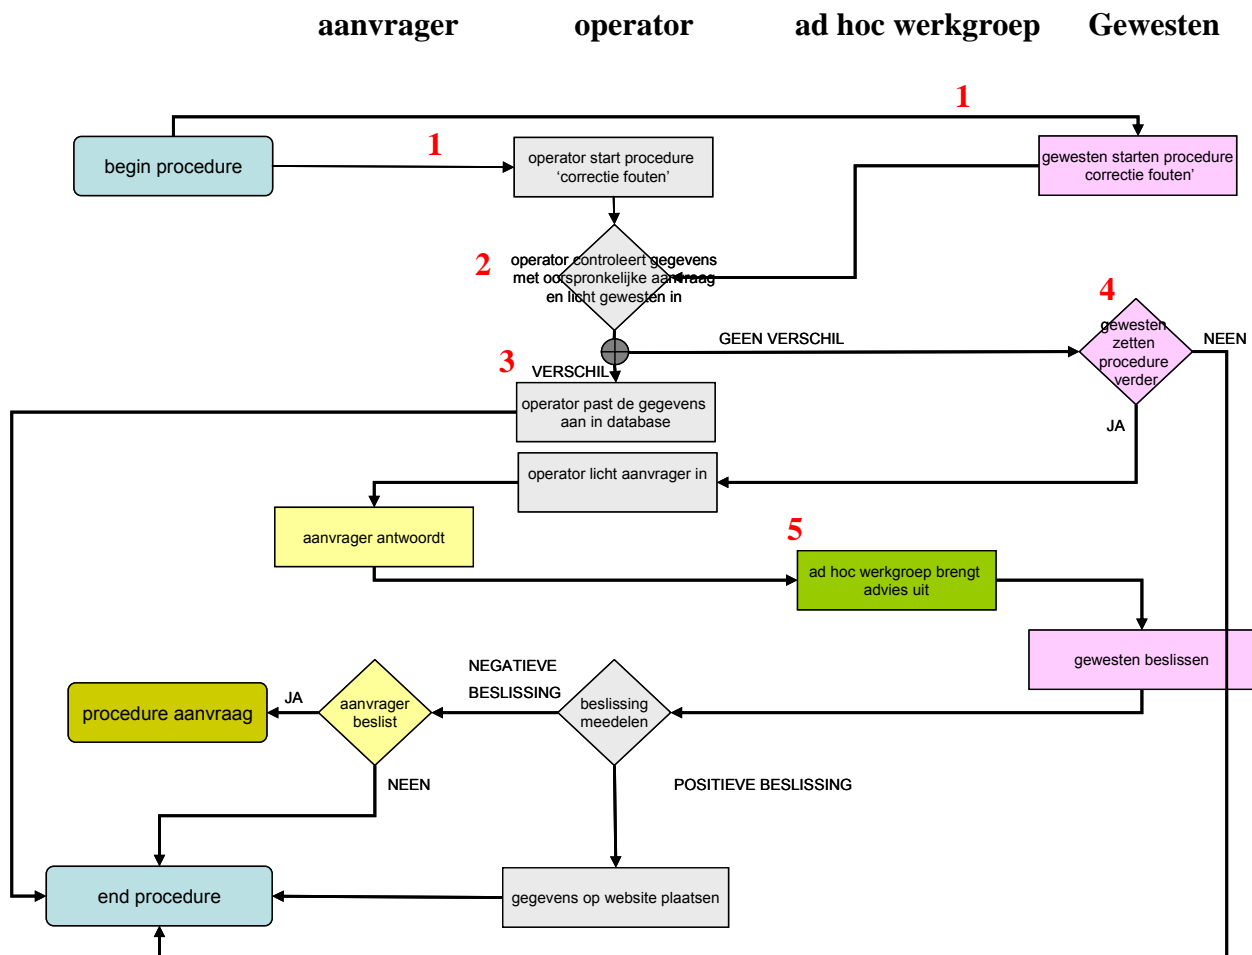 aanvrager operator ad hoc werkgroep Gewesten
1
1
begin procedure
operator start procedure
‘correctie fouten’
gewesten starten procedure
correctie fouten’
2
operator controleert gegevens
met oorspronkelijke aanvraag
en licht gewesten in
4
gewesten
zetten
procedure
verder
GEEN VERSCHIL
NEEN
3
VERSCHIL
operator past de gegevens
aan in database
JA
operator licht aanvrager in
aanvrager antwoordt
5
ad hoc werkgroep brengt
advies uit
gewesten beslissen
NEGATIEVE
BESLISSING
JA
procedure aanvraag
aanvrager
beslist
beslissing
meedelen
NEEN
POSITIEVE BESLISSING
end procedure
gegevens op website plaatsen